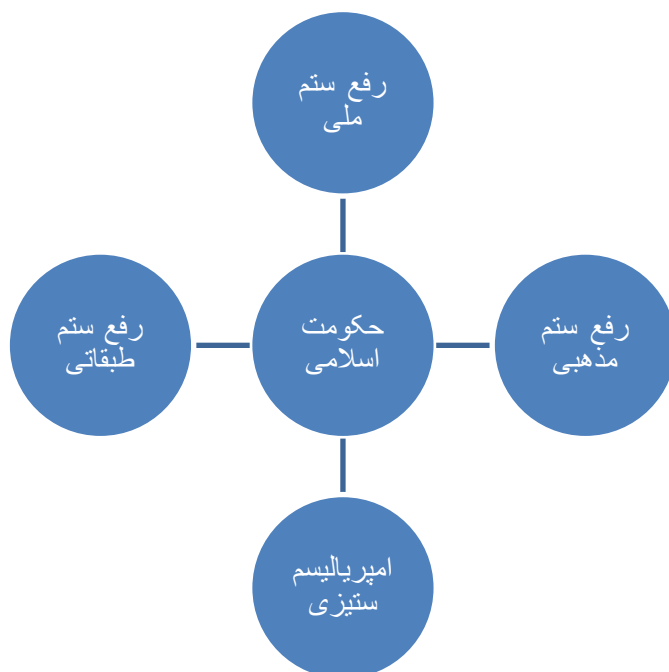 رفع ستم
ملی
رفع ستم
مذهبی
حکومت
اسلامی
رفع ستم
طبقاتی
امپریالیسم
ستیزی